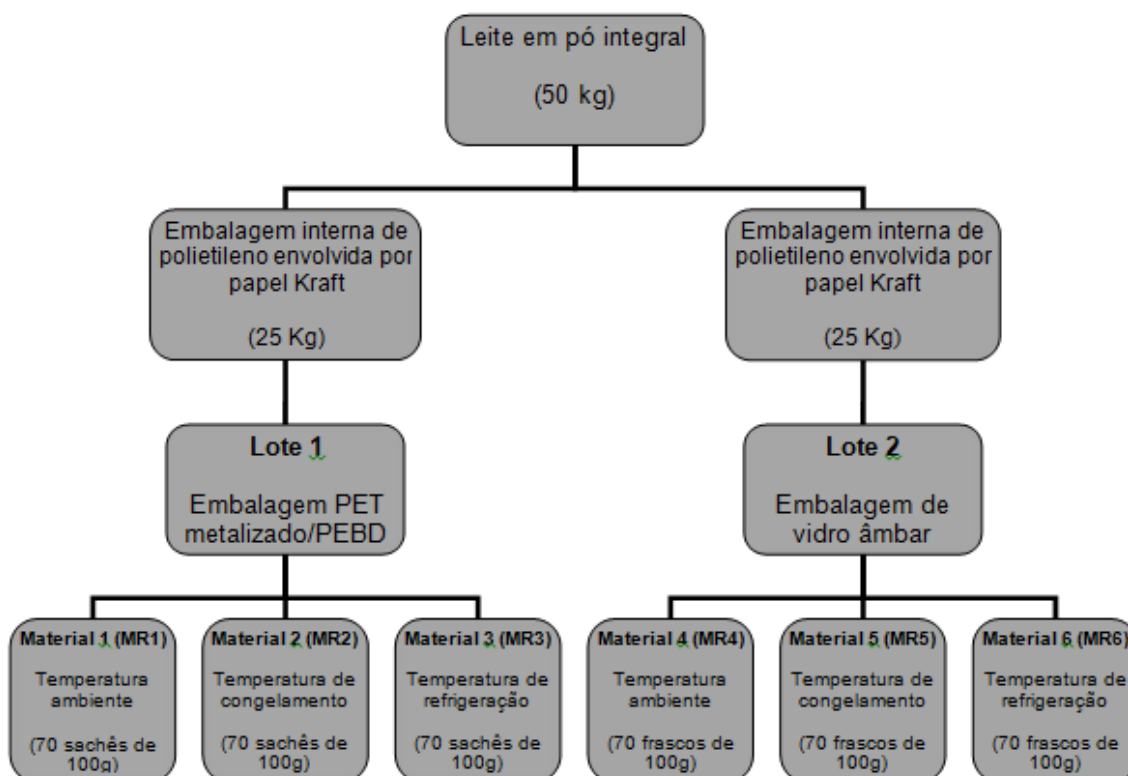 Leite em pó integral
(50 kg)
Embalagem interna de
polietileno envolvida por
papel Kraft
(25 Kg)
Embalagem interna de
polietileno envolvida por
papel Kraft
(25 Kg)
Lote 1
Embalagem PET
metalizado/PEBD
Lote 2
Embalagem de
vidro âmbar
Material 1 (MR1)
Temperatura
ambiente
(70 sachês de
100g)
Material 2 (MR2)
Temperatura de
congelamento
(70 sachês de
100g)
Material 3 (MR3)
Temperatura de
refrigeração
(70 sachês de
100g)
Material 4 (MR4)
Temperatura
ambiente
(70 frascos de
100g)
Material 5 (MR5)
Temperatura de
congelamento
(70 frascos de
100g)
Material 6 (MR6)
Temperatura de
refrigeração
(70 frascos de
100g)